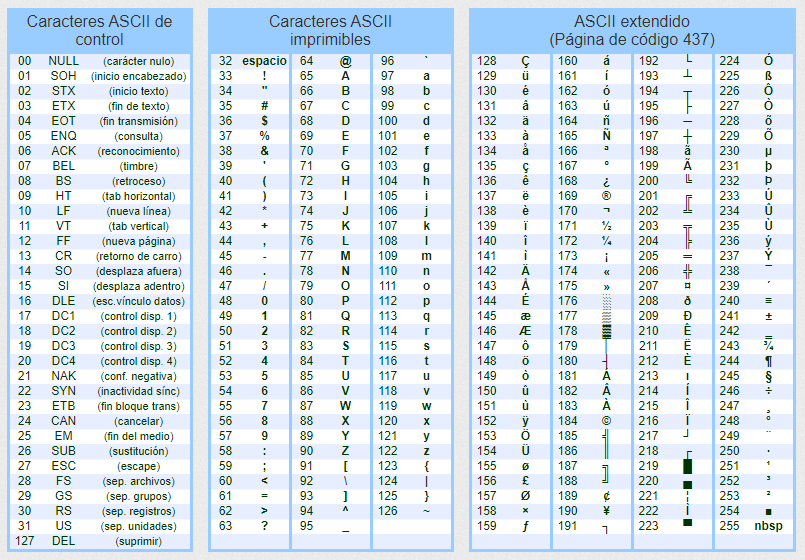 Caracteres ASCII de
control
00 NULL (carácter nulo)
01 SOH (inicio encabezado)
02 STX (inicio texto)
03 ETX (fin de texto)
04 EOT (fin transmisión)
05 ENQ (consulta)
06 ACK (reconocimiento)
07 BEL (timbre)
08 BS (retroceso)
09 HT (tab horizontal)
10 LF (nueva línea)
11 VT (tab vertical)
12 FF (nueva página)
13 CR (retorno de carro)
14 SO (desplaza afuera)
15 SI (desplaza adentro)
16 DLE (esc.vínculo datos)
17 DC1 (control disp. 1)
18 DC2 (control disp. 2)
19 DC3 (control disp. 3)
20 DC4 (control disp. 4)
21 NAK (conf. negativa)
22 SYN (inactividad sínc)
23 ETB (fin bloque trans)
24 CAN (cancelar)
25 EM (fin del medio)
26 SUB (sustitución)
27 ESC (escape)
28 FS (sep. archivos)
29 GS (sep. grupos)
30 RS (sep. registros)
31 US (sep. unidades)
127 DEL (suprimir)
Caracteres ASCII
imprimibles
32 espacio 64 @ 96 `
33 ! 65 A 97 a
34 " 66 B 98 b
35 # 67 C 99 c
36 $ 68 D 100 d
37 % 69 E 101 e
38 & 70 F 102 f
39 ' 71 G 103 g
40 ( 72 H 104 h
41 ) 73 I 105 i
42 * 74 J 106 j
43 + 75 K 107 k
44 , 76 L 108 l
45 - 77 M 109 m
46 . 78 N 110 n
47 / 79 O 111 o
48 0 80 P 112 p
49 1 81 Q 113 q
50 2 82 R 114 r
51 3 83 S 115 s
52 4 84 T 116 t
53 5 85 U 117 u
54 6 86 V 118 v
55 7 87 W 119 w
56 8 88 X 120 x
57 9 89 Y 121 y
58 : 90 Z 122 z
59 ; 91 [ 123 {
60 < 92 \ 124 |
61 = 93 ] 125 }
62 > 94 ^ 126 ~
63 ? 95 _
ASCII extendido
(Página de código 437)
128 Ç 160 á 192 └ 224 Ó
129 ü 161 í 193 ┴ 225 ß
130 é 162 ó 194 ┬ 226 Ô
131 â 163 ú 195 ├ 227 Ò
132 ä 164 ñ 196 ─ 228 õ
133 à 165 Ñ 197 ┼ 229 Õ
134 å 166 ª 198 ã 230 µ
135 ç 167 º 199 Ã 231 þ
136 ê 168 ¿ 200 ╚ 232 Þ
137 ë 169 ® 201 ╔ 233 Ú
138 è 170 ¬ 202 ╩ 234 Û
139 ï 171 ½ 203 ╦ 235 Ù
140 î 172 ¼ 204 ╠ 236 ý
141 ì 173 ¡ 205 ═ 237 Ý
142 Ä 174 « 206 ╬ 238 ¯
143 Å 175 » 207 ¤ 239 ´
144 É 176 ░ 208 ð 240 ≡
145 æ 177 ▒ 209 Ð 241 ±
146 Æ 178 ▓ 210 Ê 242 ‗
147 ô 179 │ 211 Ë 243 ¾
148 ö 180 ┤ 212 È 244 ¶
149 ò 181 Á 213 ı 245 §
150 û 182 Â 214 Í 246 ÷
151 ù 183 À 215 Î 247 ¸
152 ÿ 184 © 216 Ï 248 °
153 Ö 185 ╣ 217 ┘ 249 ¨
154 Ü 186 ║ 218 ┌ 250 ·
155 ø 187 ╗ 219 █ 251 ¹
156 £ 188 ╝ 220 ▄ 252 ³
157 Ø 189 ¢ 221 ¦ 253 ²
158 × 190 ¥ 222 Ì 254 ■
159 ƒ 191 ┐ 223 ▀ 255 nbsp